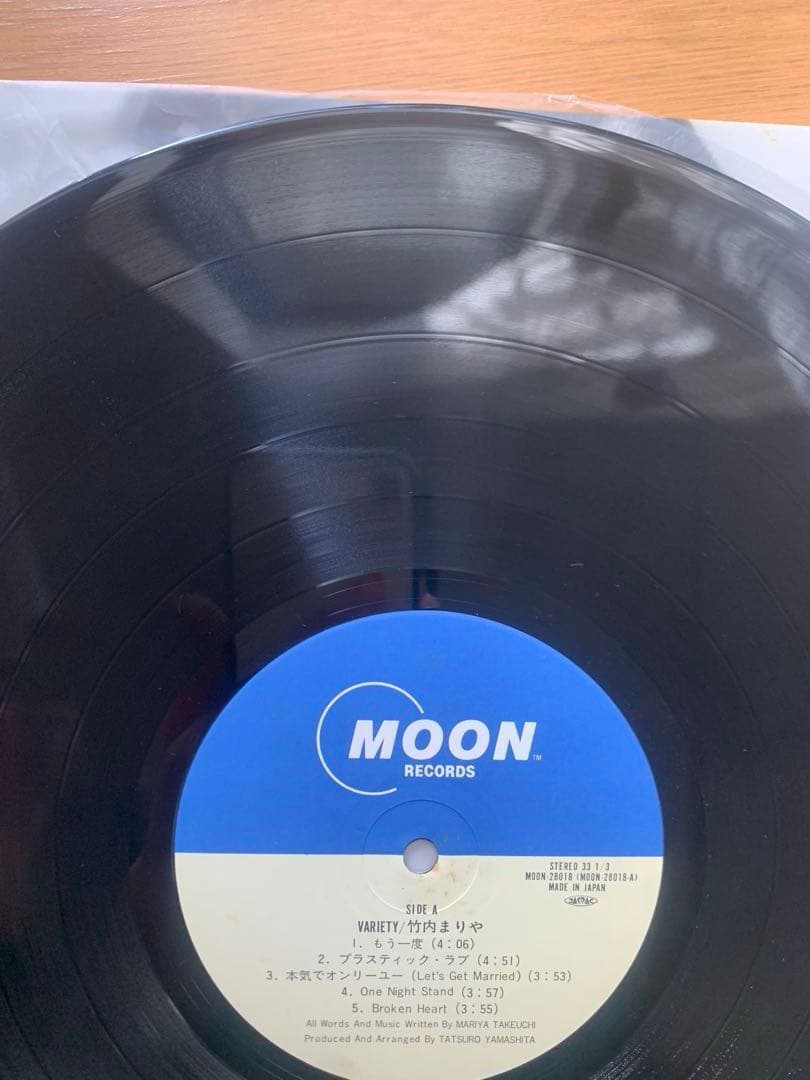 MOON™
RECORDS
STEREO 33 1/3
MOON-28018 (MOON-28018-A)
MADE IN JAPAN
JASRAC
SIDE A
VARIETY/竹内まりや
1. もう一度 (4:06)
2. プラスティック・ラブ (4:51)
3. 本気でオンリーユー (Let's Get Married) (3:53)
4. One Night Stand (3:57)
5. Broken Heart (3:55)
All Words And Music Written By MARIYA TAKEUCHI
Produced And Arranged By TATSURO YAMASHITA